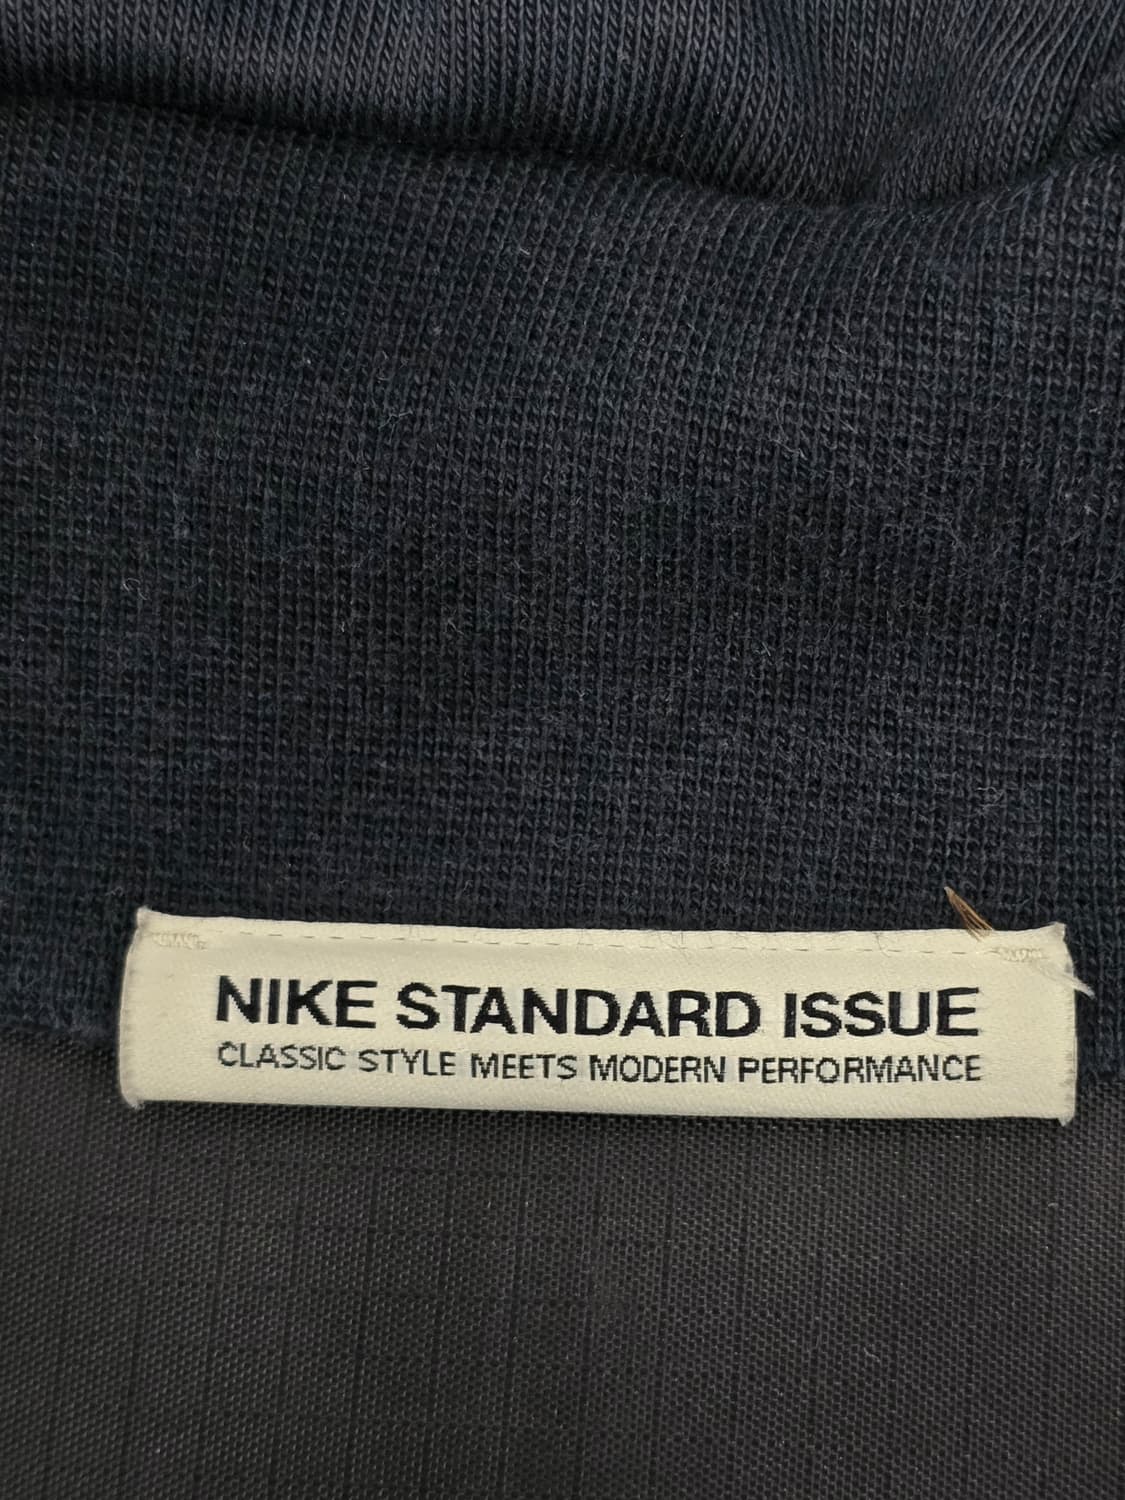 NIKE STANDARD ISSUE
CLASSIC STYLE MEETS MODERN PERFORMANCE